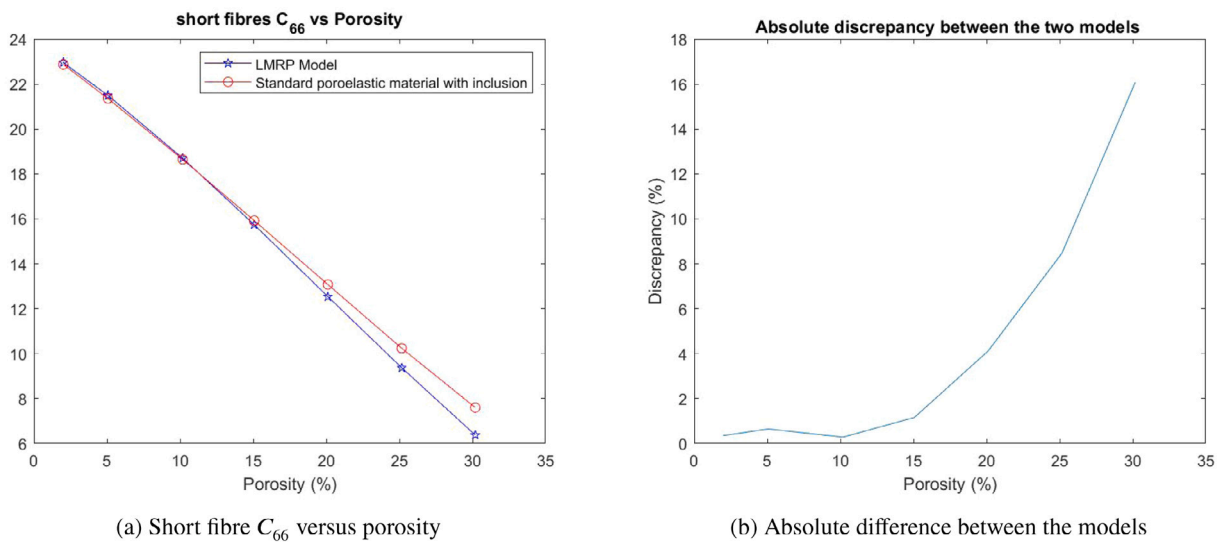 short fibres C66 vs Porosity
24
22
20
18
16
14
12
10
8
6
0 5 10 15 20 25 30 35
Porosity (%)
LMRP Model
Standard poroelastic material with inclusion
(a) Short fibre C66 versus porosity
Absolute discrepancy between the two models
18
16
14
12
10
8
6
4
2
0
Discrepancy (%)
0 5 10 15 20 25 30 35
Porosity (%)
(b) Absolute difference between the models